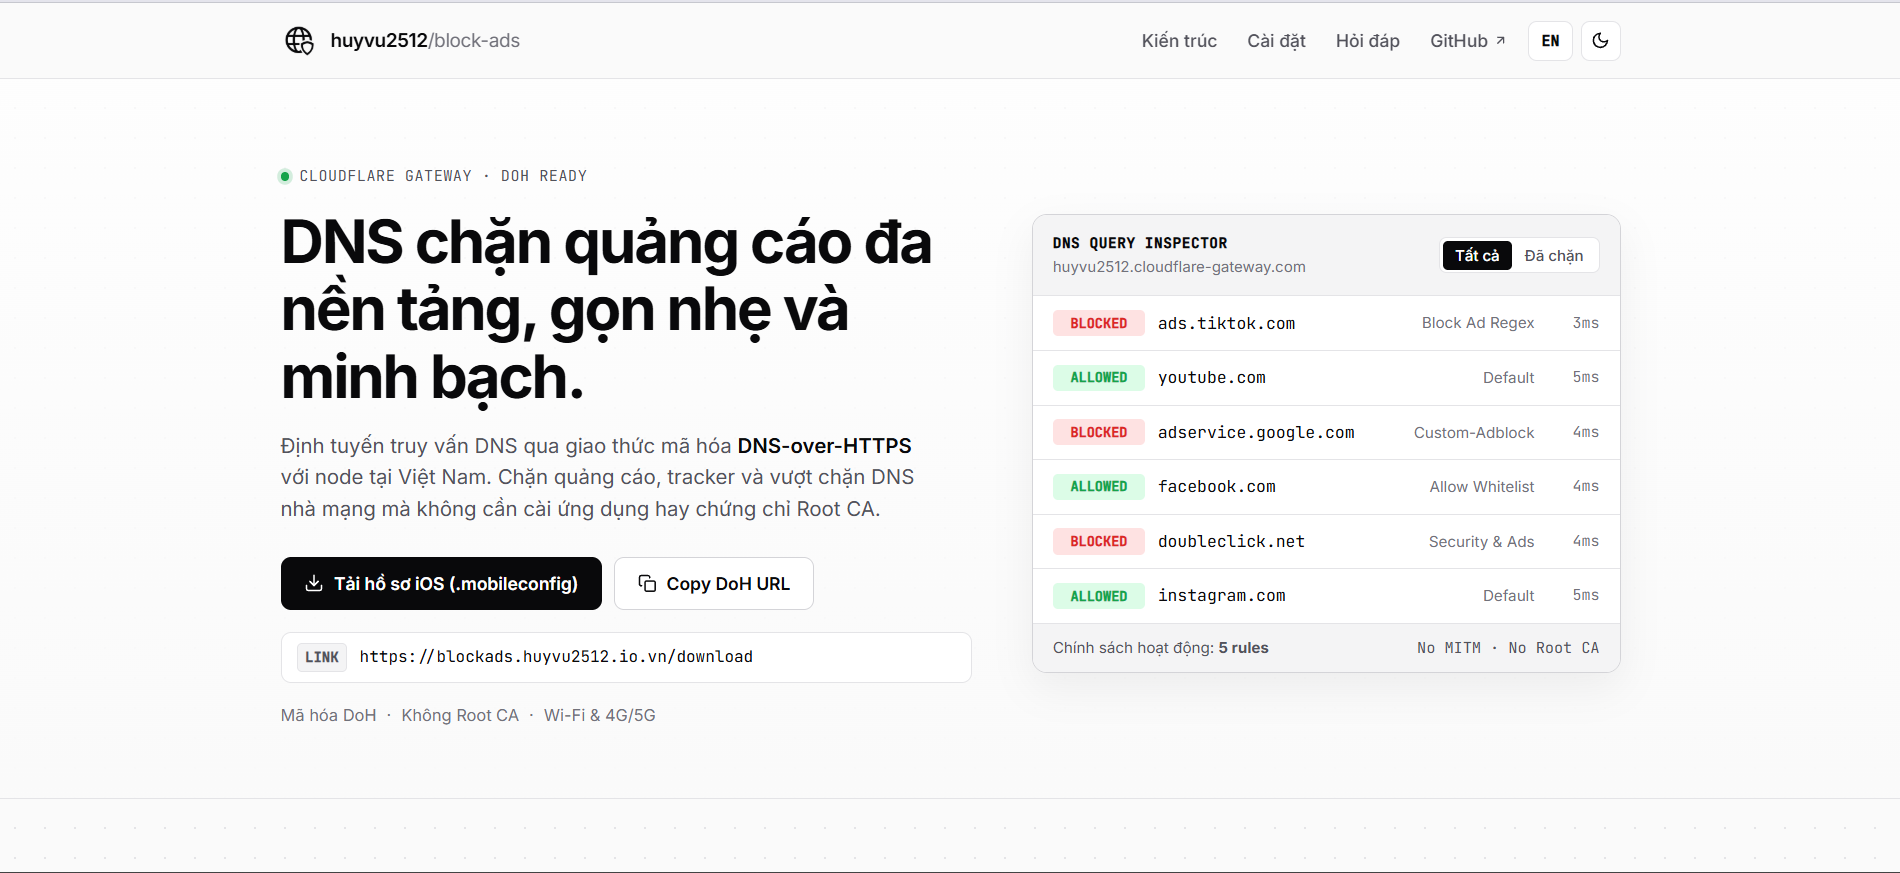 huyvu2512/block-ads
Kiến trúc
Cài đặt
Hỏi đáp
GitHub ↗
EN
CLOUDFLARE GATEWAY · DOH READY
DNS chặn quảng cáo đa
nền tảng, gọn nhẹ và
minh bạch.
Định tuyến truy vấn DNS qua giao thức mã hóa DNS-over-HTTPS
với node tại Việt Nam. Chặn quảng cáo, tracker và vượt chặn DNS
nhà mạng mà không cần cài ứng dụng hay chứng chỉ Root CA.
Tải hồ sơ iOS (.mobileconfig)
Copy DoH URL
LINK https://blockads.huyvu2512.io.vn/download
Mã hóa DoH · Không Root CA · Wi-Fi & 4G/5G
DNS QUERY INSPECTOR
huyvu2512.cloudflare-gateway.com
Tất cả
Đã chặn
BLOCKED ads.tiktok.com Block Ad Regex 3ms
ALLOWED youtube.com Default 5ms
BLOCKED adservice.google.com Custom-Adblock 4ms
ALLOWED facebook.com Allow Whitelist 4ms
BLOCKED doubleclick.net Security & Ads 4ms
ALLOWED instagram.com Default 5ms
Chính sách hoạt động: 5 rules
No MITM · No Root CA